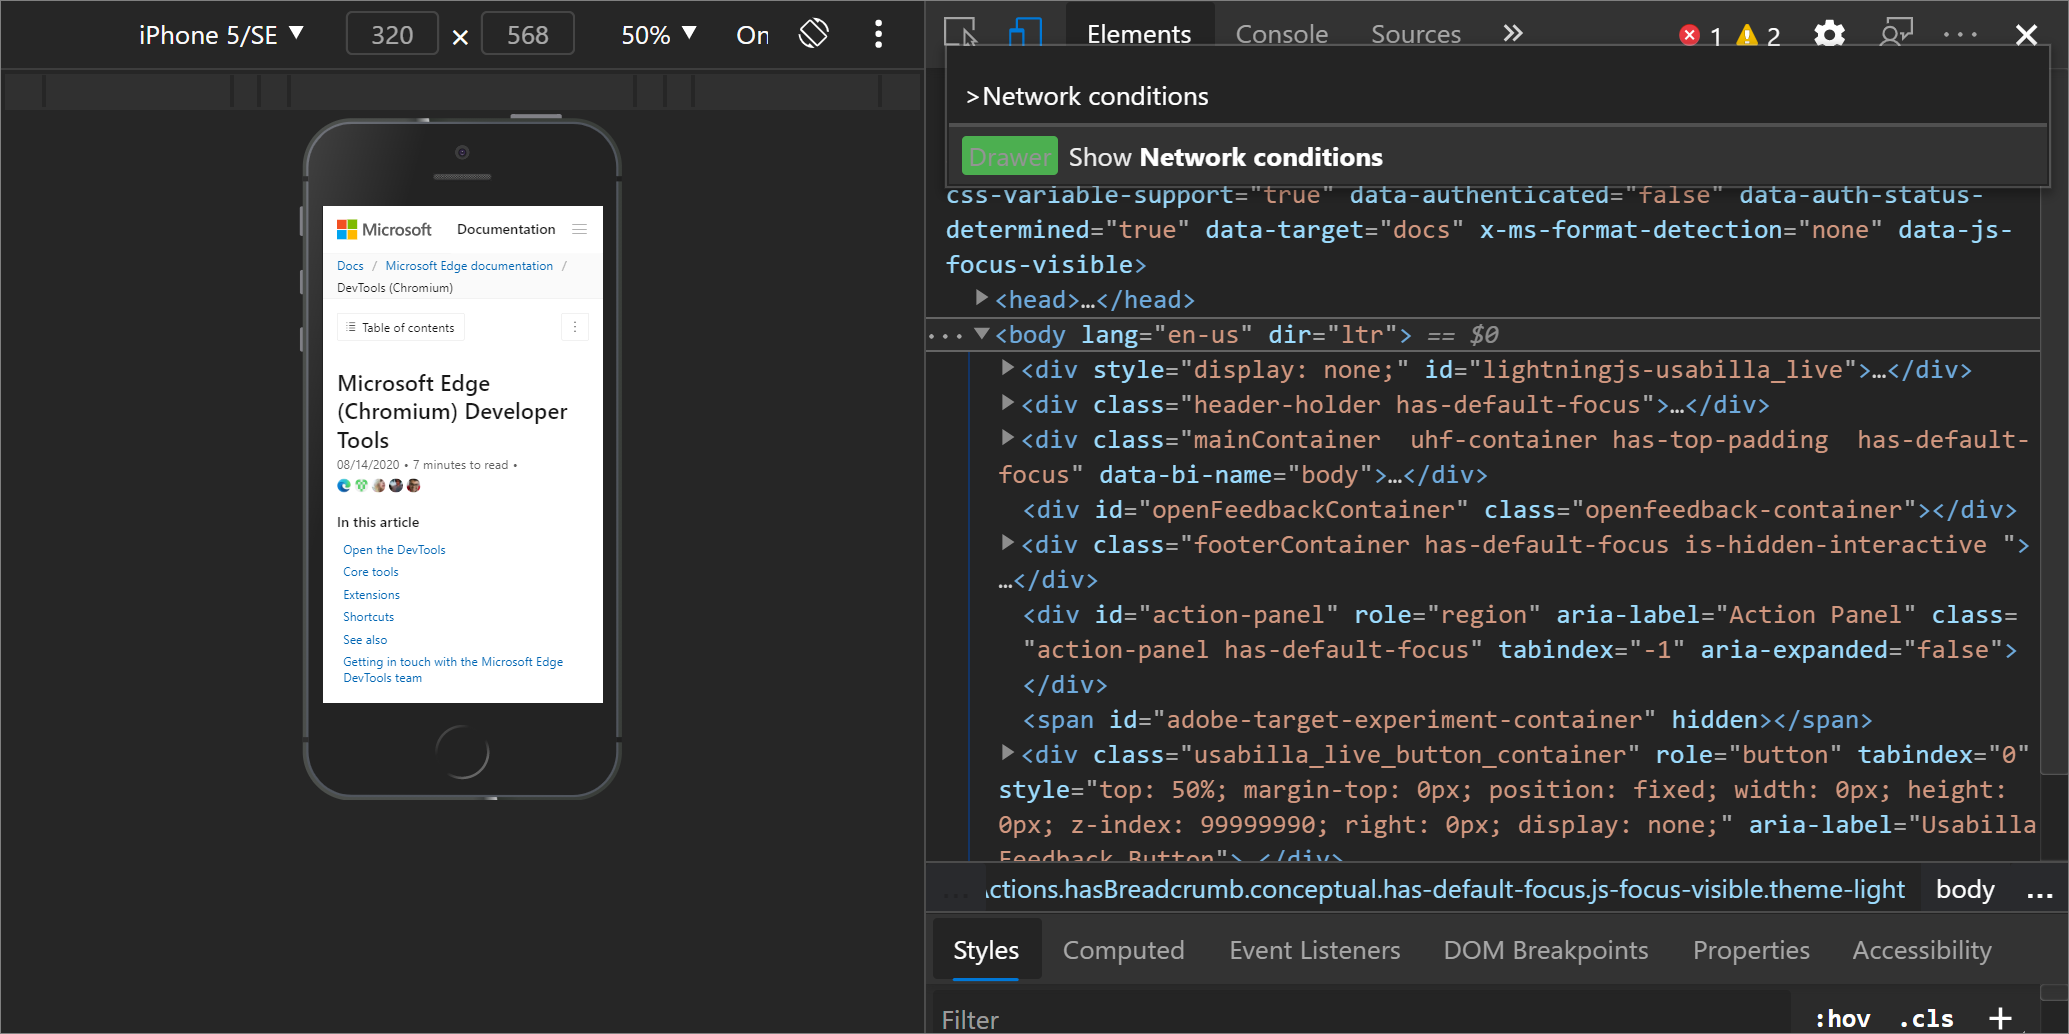 iPhone 5/SE ▼ 320 × 568 50% ▼ On
Microsoft Documentation
Docs / Microsoft Edge documentation /
DevTools (Chromium)
Table of contents
Microsoft Edge
(Chromium) Developer
Tools
08/14/2020 • 7 minutes to read •
In this article
Open the DevTools
Core tools
Extensions
Shortcuts
See also
Getting in touch with the Microsoft Edge
DevTools team
Elements Console Sources » 1 2
>Network conditions
Drawer Show Network conditions
css-variable-support="true" data-authenticated="false" data-auth-status-
determined="true" data-target="docs" x-ms-format-detection="none" data-js-
focus-visible>
<head>…</head>
<body lang="en-us" dir="ltr"> == $0
<div style="display: none;" id="lightningjs-usabilla_live">…</div>
<div class="header-holder has-default-focus">…</div>
<div class="mainContainer  uhf-container has-top-padding  has-default-
focus" data-bi-name="body">…</div>
<div id="openFeedbackContainer" class="openfeedback-container"></div>
<div class="footerContainer has-default-focus is-hidden-interactive ">
…</div>
<div id="action-panel" role="region" aria-label="Action Panel" class=
"action-panel has-default-focus" tabindex="-1" aria-expanded="false">
</div>
<span id="adobe-target-experiment-container" hidden></span>
<div class="usabilla_live_button_container" role="button" tabindex="0"
style="top: 50%; margin-top: 0px; position: fixed; width: 0px; height:
0px; z-index: 99999990; right: 0px; display: none;" aria-label="Usabilla
Feedback Button">…</div>
... ctions.hasBreadcrumb.conceptual.has-default-focus.js-focus-visible.theme-light body ...
Styles Computed Event Listeners DOM Breakpoints Properties Accessibility
Filter :hov .cls +